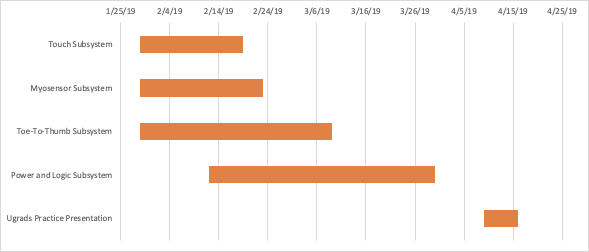 1/25/19 2/4/19 2/14/19 2/24/19 3/6/19 3/16/19 3/26/19 4/5/19 4/15/19 4/25/19
Touch Subsystem
Myosensor Subsystem
Toe-To-Thumb Subsystem
Power and Logic Subsystem
Ugrads Practice Presentation